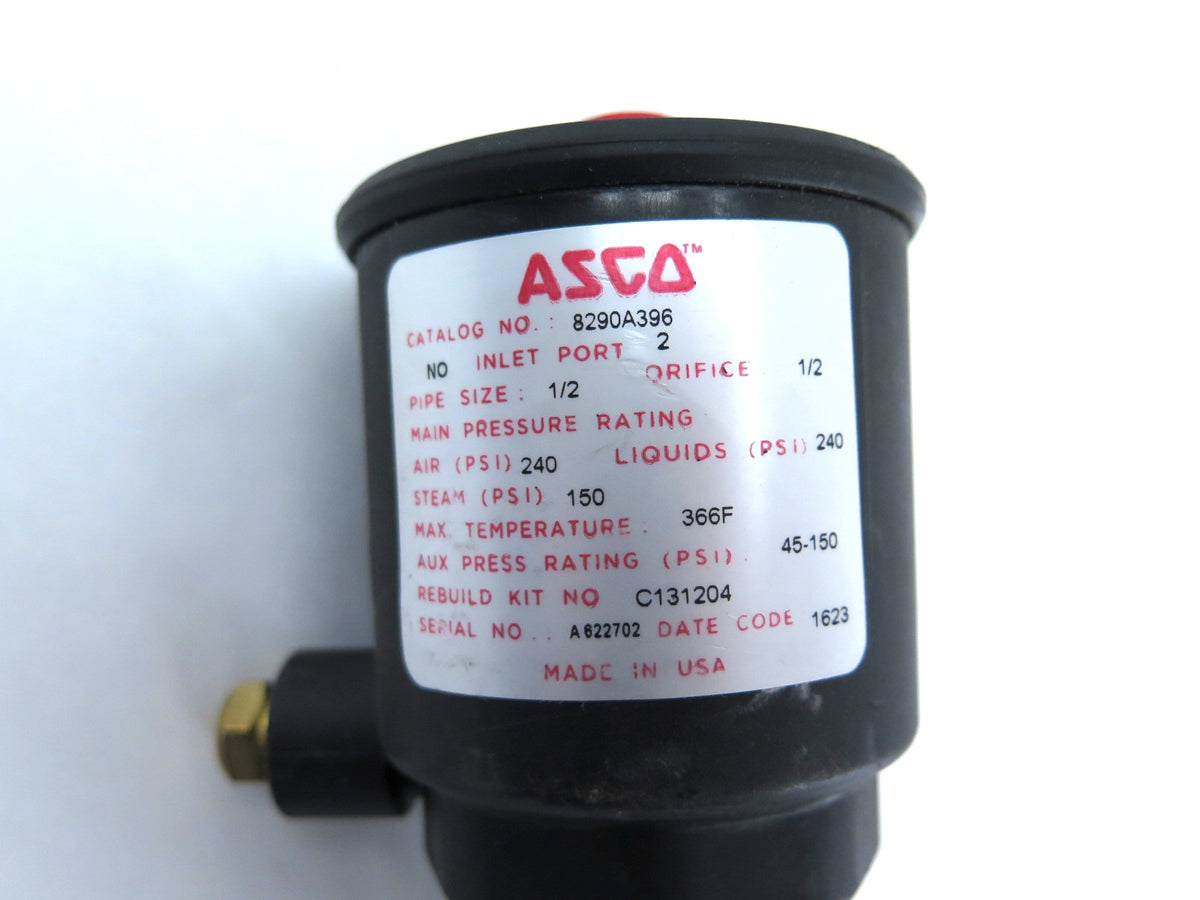 ASCO™
CATALOG NO. : 8290A396
NO INLET PORT 2
PIPE SIZE : 1/2 ORIFICE 1/2
MAIN PRESSURE RATING
AIR (PSI) 240 LIQUIDS (PSI) 240
STEAM (PSI) 150
MAX. TEMPERATURE : 366F
AUX PRESS RATING (PSI) . 45-150
REBUILD KIT NO C131204
SERIAL NO. . : A622702 DATE CODE 1623
MADE IN USA